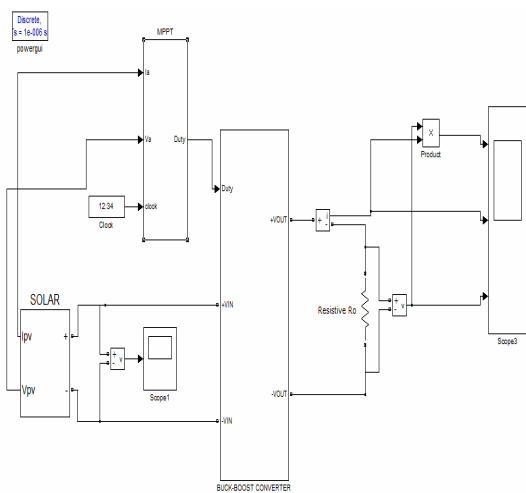 Discrete,
Ts = 1e-006 s
powergui
MPPT
Ia
Va
Duty
clock
12:34
Clock
Duty
+VOUT
+
-
i
X
Product
Scope3
SOLAR
Ipv
+
Vpv
-
+
-
v
Scope1
+VIN
-VIN
Resistive Ro
+
-
v
-VOUT
BUCK-BOOST CONVERTER